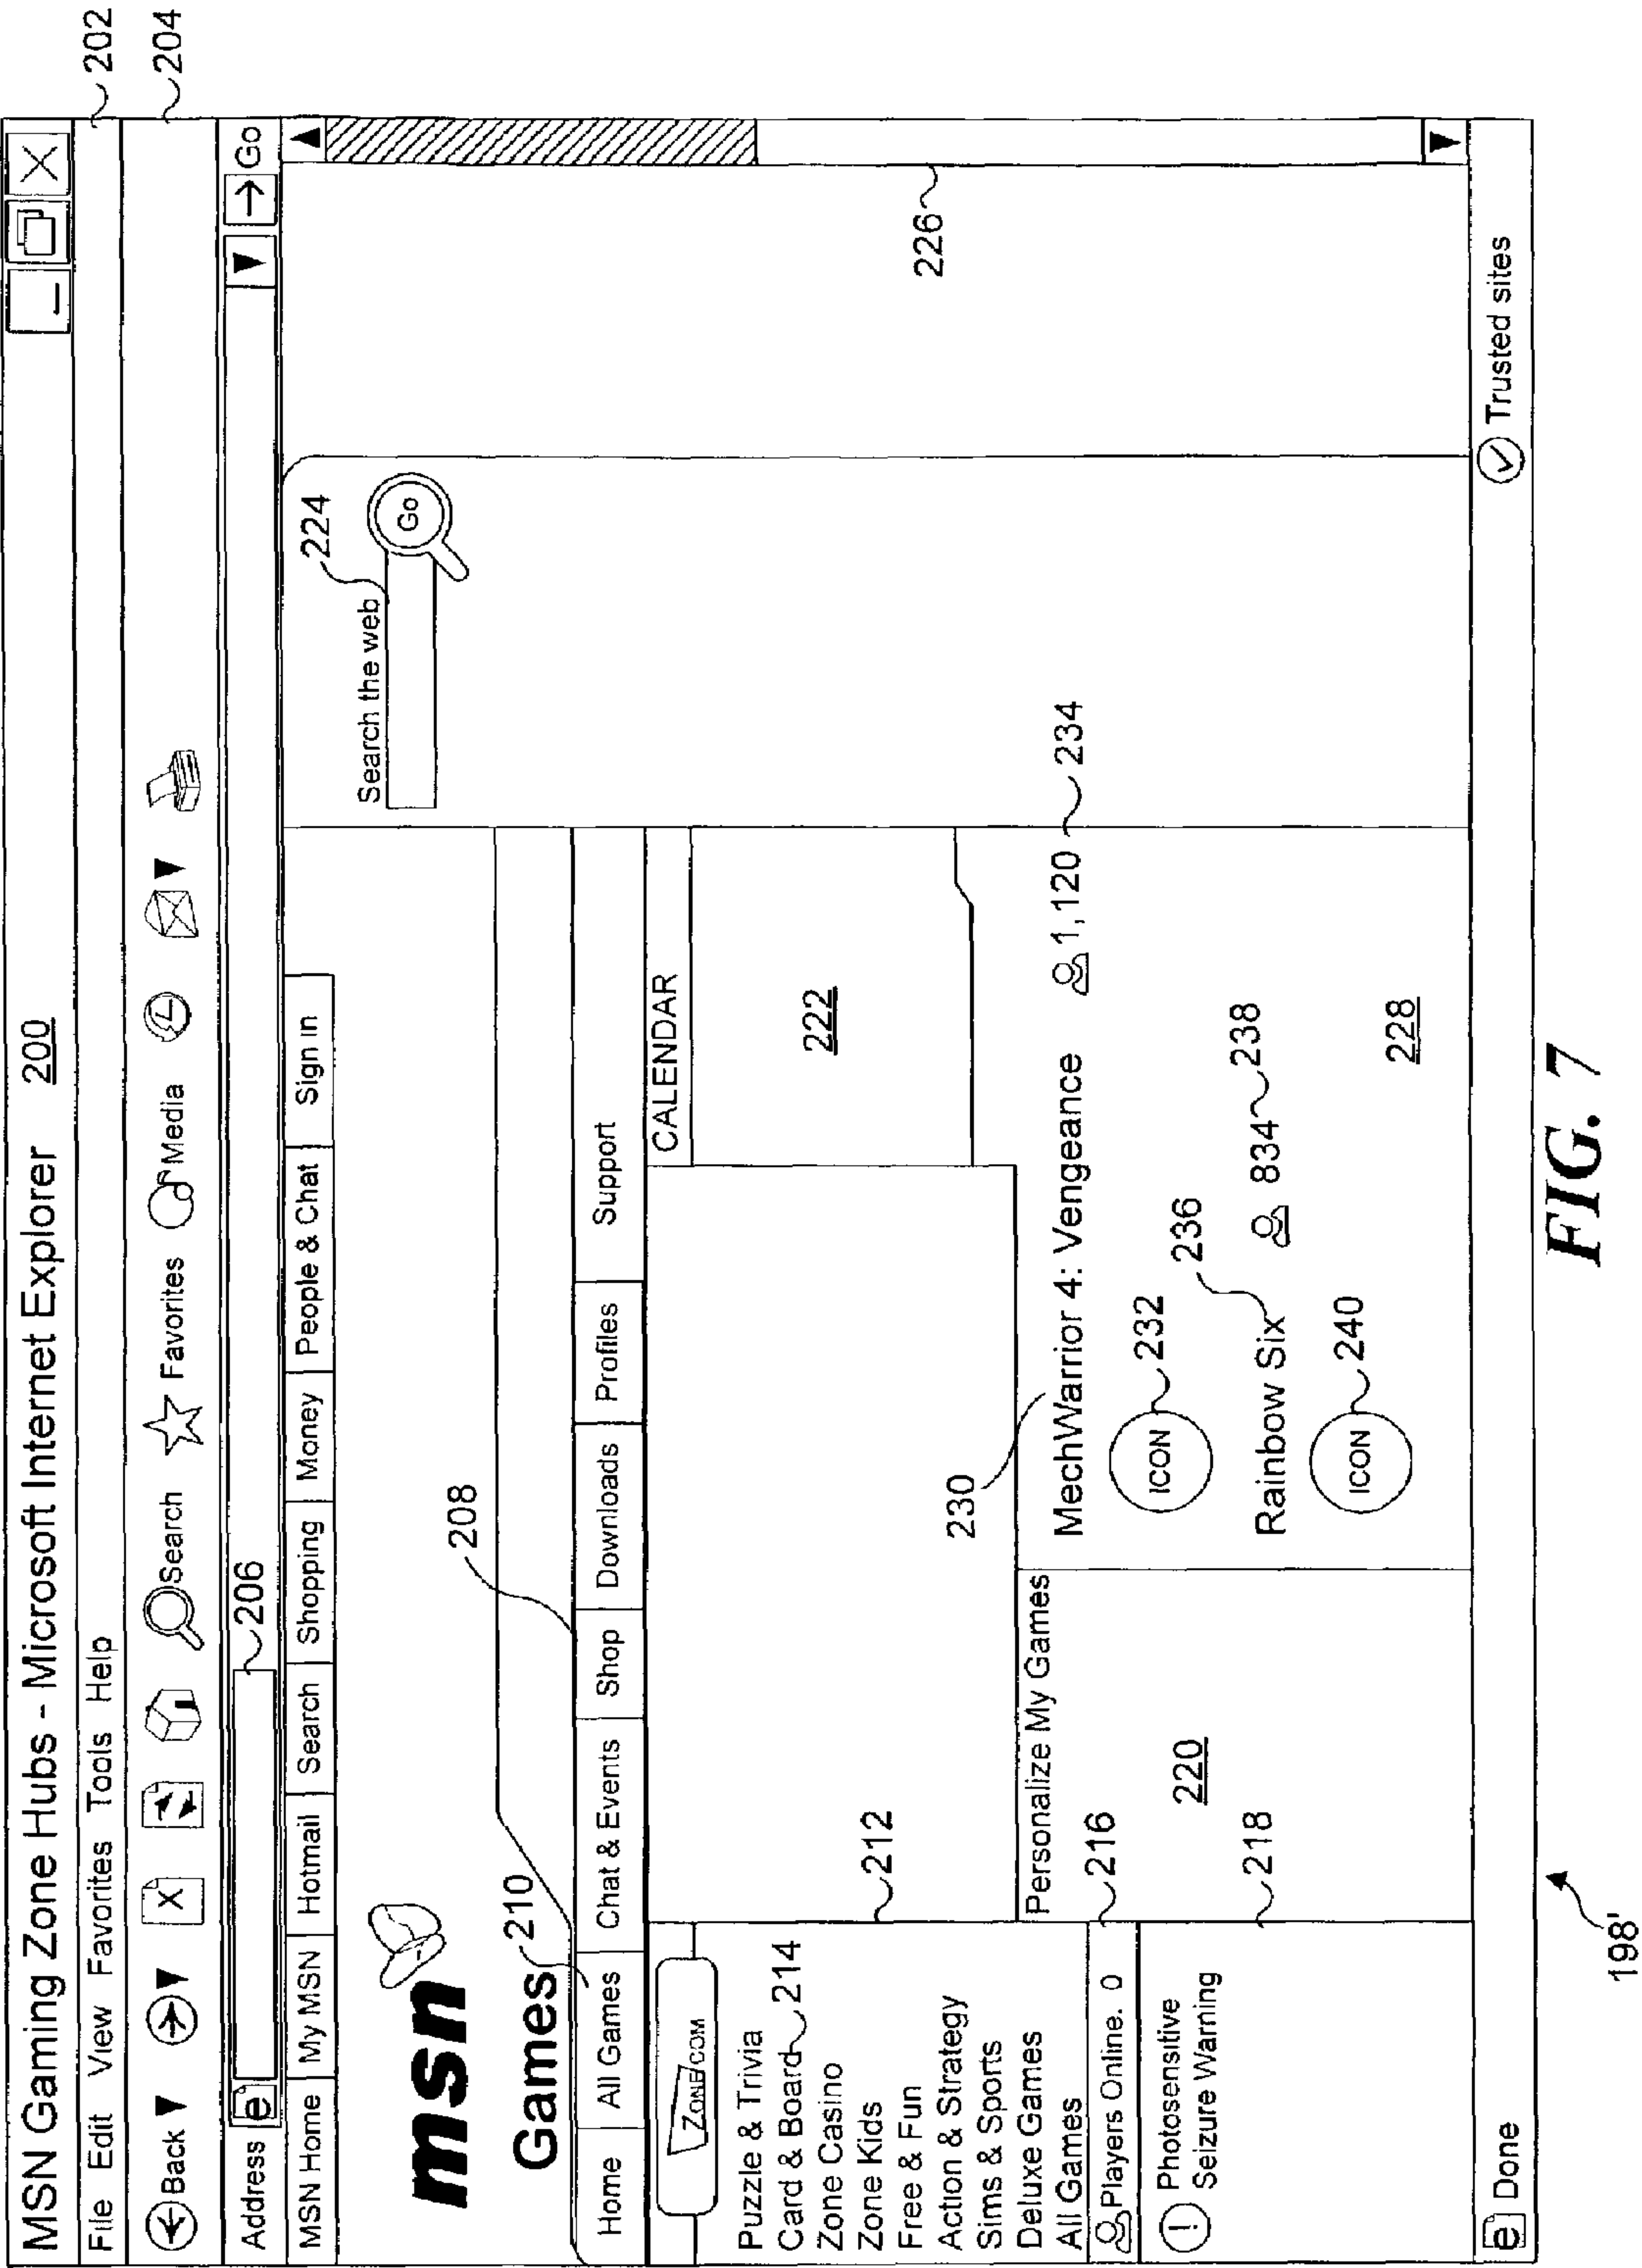 MSN Gaming Zone Hubs - Microsoft Internet Explorer 200
File Edit View Favorites Tools Help
202
Back Search Favorites Media
204
Address e 206 Go
MSN Home My MSN Hotmail Search Shopping Money People & Chat Sign in
msn
Games
210
208
Search the web
224
Go
Home All Games Chat & Events Shop Downloads Profiles Support
ZONE.COM
CALENDAR
Puzzle & Trivia
Card & Board 214
Zone Casino
Zone Kids
Free & Fun
Action & Strategy
Sims & Sports
Deluxe Games
All Games
212
222
226
Players Online. 0
216
Photosensitive
Seizure Warning
218
Personalize My Games
220
230
MechWarrior 4: Vengeance 1,120 234
ICON 232
236
Rainbow Six 834 238
ICON 240
228
e Done Trusted sites
198'
FIG. 7